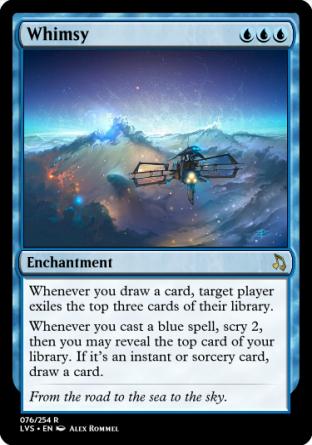 Whimsy
Enchantment
Whenever you draw a card, target player
exiles the top three cards of their library.
Whenever you cast a blue spell, scry 2,
then you may reveal the top card of your
library. If it's an instant or sorcery card,
draw a card.
From the road to the sea to the sky.
076/254 R
LVS • EN Alex Rommel